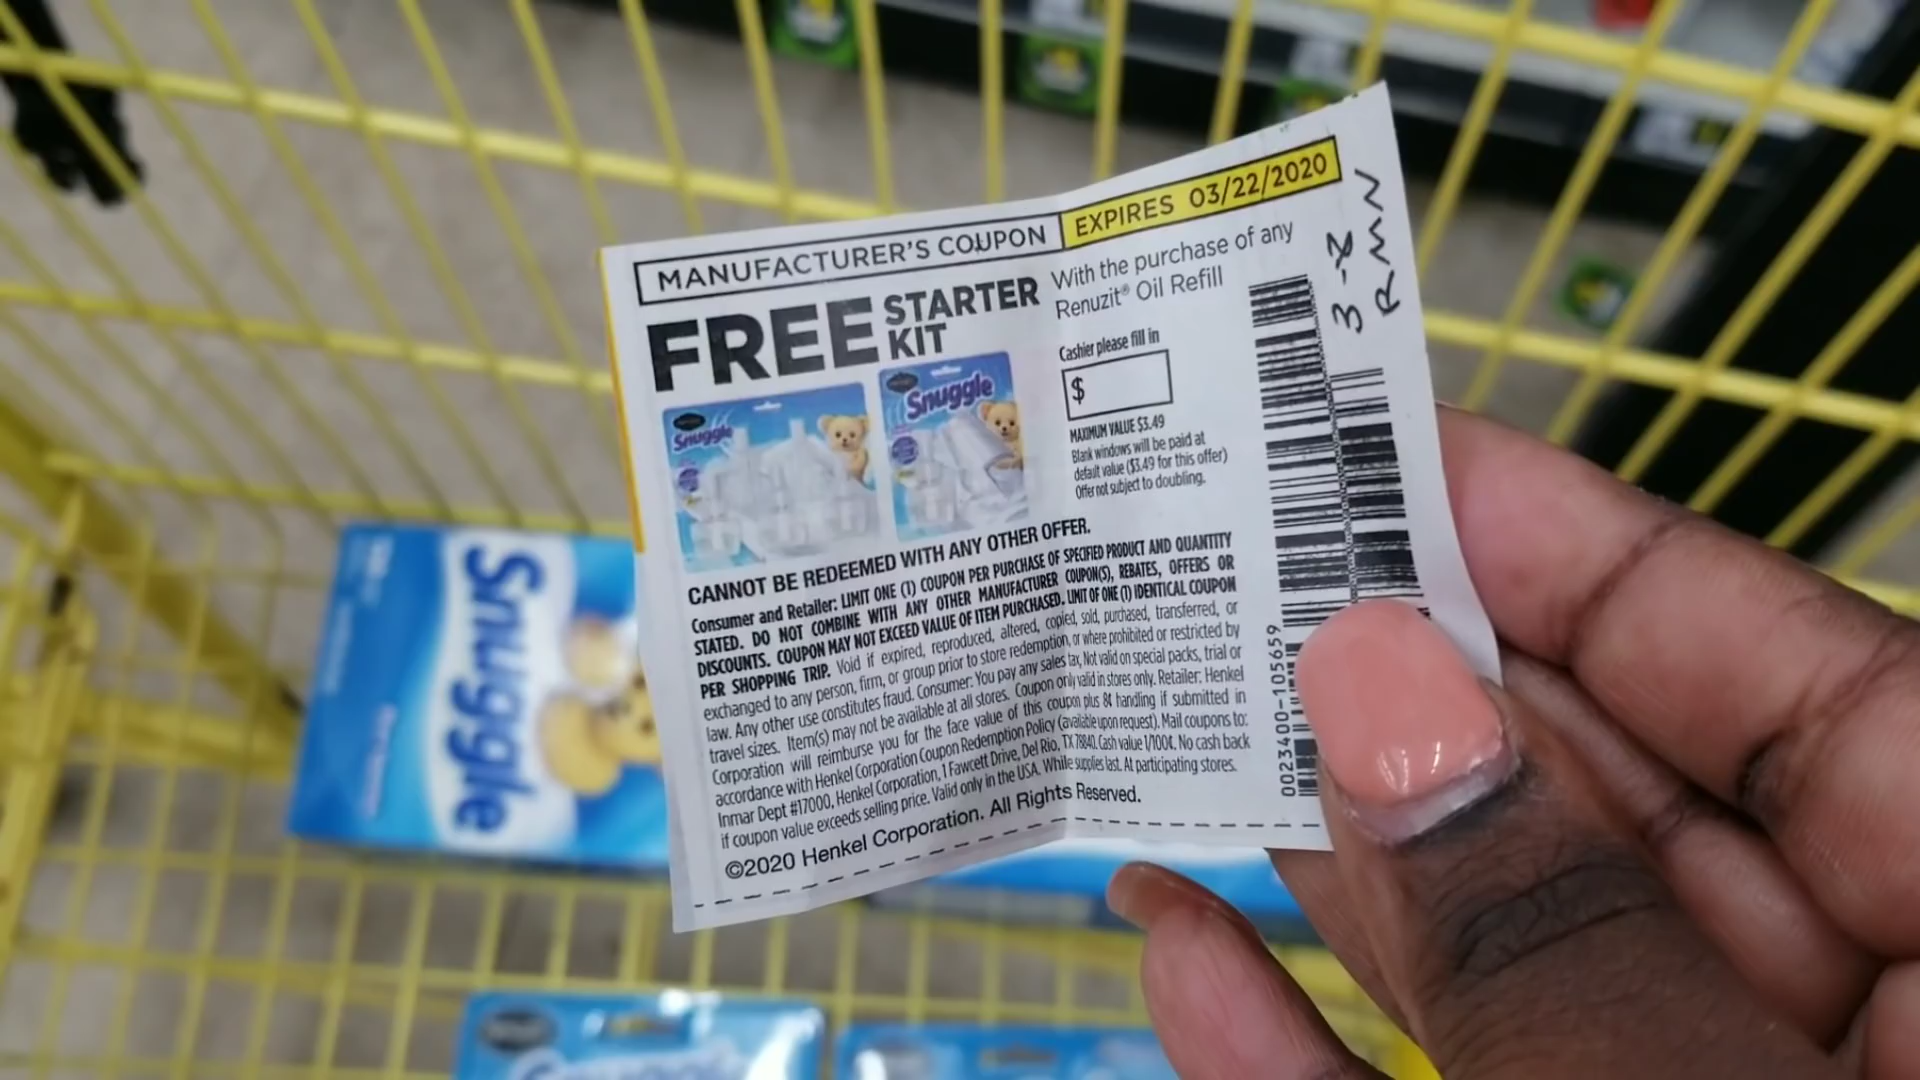 MANUFACTURER'S COUPON
EXPIRES 03/22/2020
FREE STARTER KIT
With the purchase of any
Renuzit® Oil Refill
Cashier please fill in
$
MAXIMUM VALUE $3.49
Blank windows will be paid at
default value ($3.49 for this offer)
Offer not subject to doubling.
Snuggle
Snuggle
CANNOT BE REDEEMED WITH ANY OTHER OFFER.
Consumer and Retailer: LIMIT ONE (1) COUPON PER PURCHASE OF SPECIFIED PRODUCT AND QUANTITY
STATED. DO NOT COMBINE WITH ANY OTHER MANUFACTURER COUPON(S), REBATES, OFFERS OR
DISCOUNTS. COUPON MAY NOT EXCEED VALUE OF ITEM PURCHASED. LIMIT OF ONE (1) IDENTICAL COUPON
PER SHOPPING TRIP. Void if expired, reproduced, altered, copied, sold, purchased, transferred, or
exchanged to any person, firm, or group prior to store redemption, or where prohibited or restricted by
law. Any other use constitutes fraud. Consumer: You pay any sales tax, Not valid on special packs, trial or
travel sizes. Item(s) may not be available at all stores. Coupon only valid in stores only. Retailer: Henkel
Corporation will reimburse you for the face value of this coupon plus 8¢ handling if submitted in
accordance with Henkel Corporation Coupon Redemption Policy (available upon request). Mail coupons to:
Inmar Dept #17000, Henkel Corporation, 1 Fawcett Drive, Del Rio, TX 78840. Cash value 1/100¢. No cash back
if coupon value exceeds selling price. Valid only in the USA. While supplies last. At participating stores.
©2020 Henkel Corporation. All Rights Reserved.
0023400-105659
3-8
RMN
Snuggle